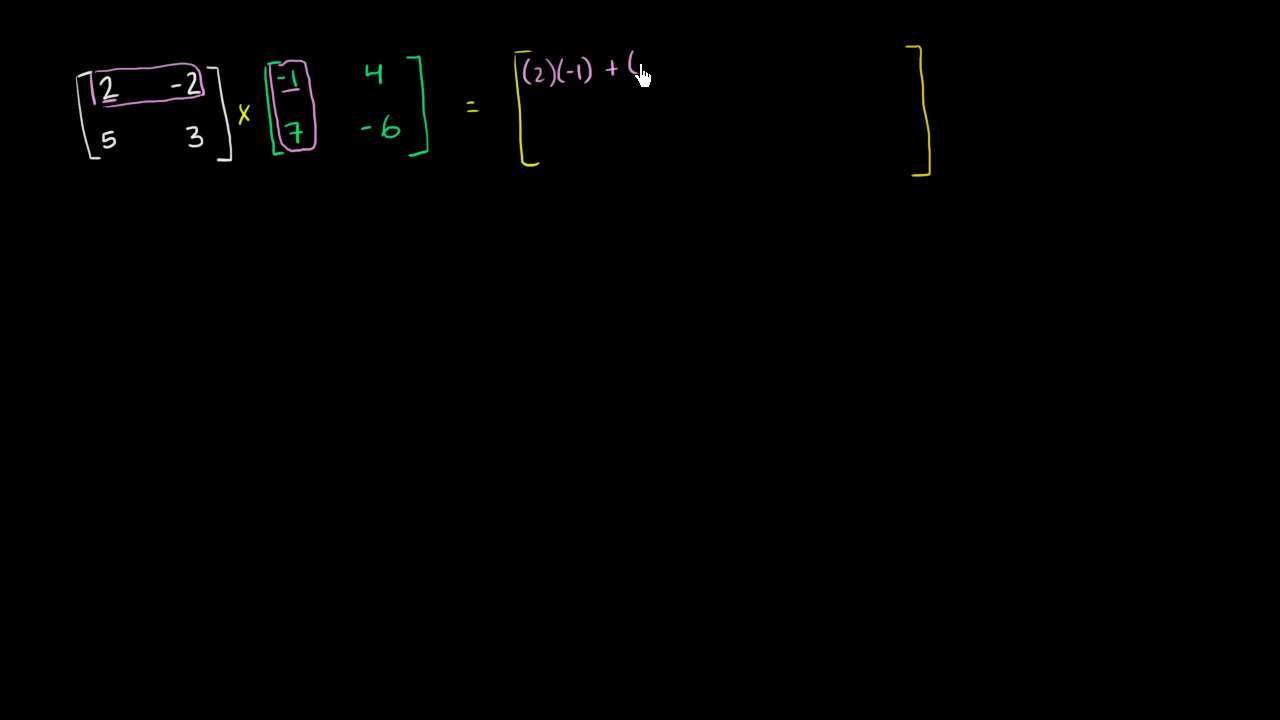 [2 -2] × [-1 4] = [(2)(-1) + ( ]
[5 3] [7 -6]